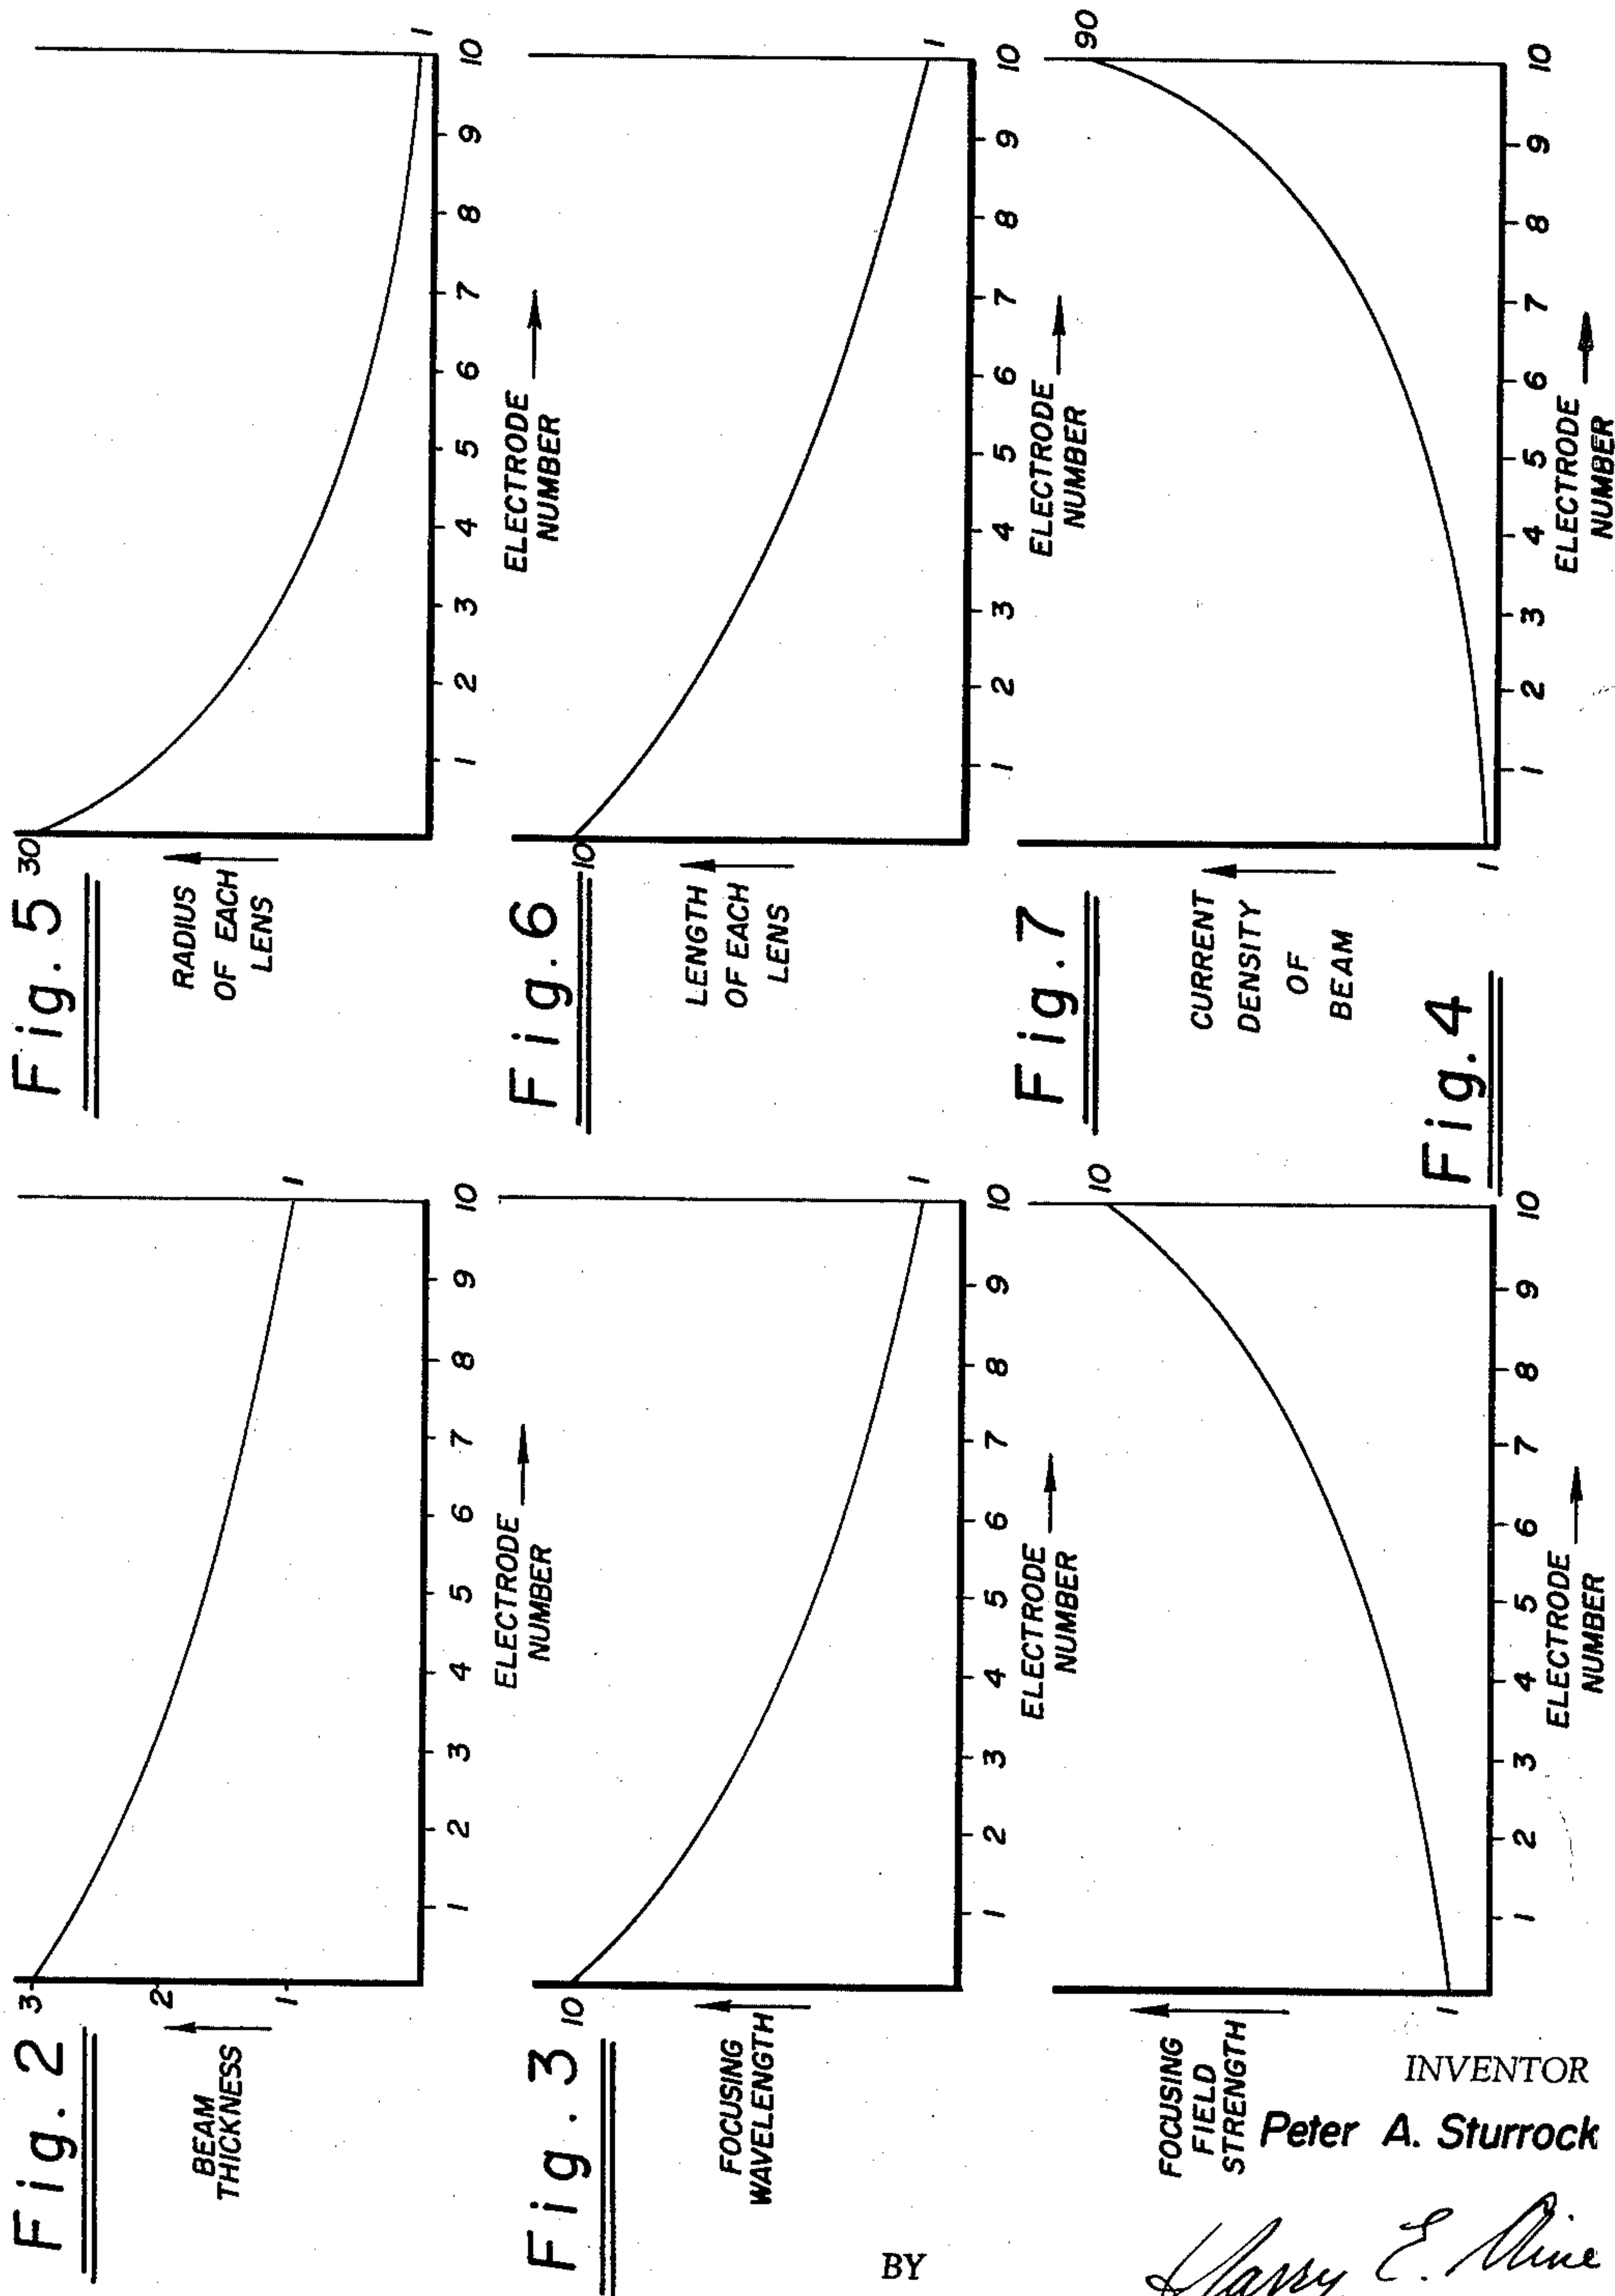 Fig. 2
BEAM
THICKNESS
3
2
1
1
1 2 3 4 5 6 7 8 9 10
ELECTRODE
NUMBER
Fig. 3
FOCUSING
WAVELENGTH
10
1
1 2 3 4 5 6 7 8 9 10
ELECTRODE
NUMBER
Fig. 4
FOCUSING
FIELD
STRENGTH
1
10
1 2 3 4 5 6 7 8 9 10
ELECTRODE
NUMBER
Fig. 5
RADIUS
OF EACH
LENS
30
1
1 2 3 4 5 6 7 8 9 10
ELECTRODE
NUMBER
Fig. 6
LENGTH
OF EACH
LENS
10
1
1 2 3 4 5 6 7 8 9 10
ELECTRODE
NUMBER
Fig. 7
CURRENT
DENSITY
OF
BEAM
1
90
1 2 3 4 5 6 7 8 9 10
ELECTRODE
NUMBER
INVENTOR
Peter A. Sturrock
BY
Harry E.